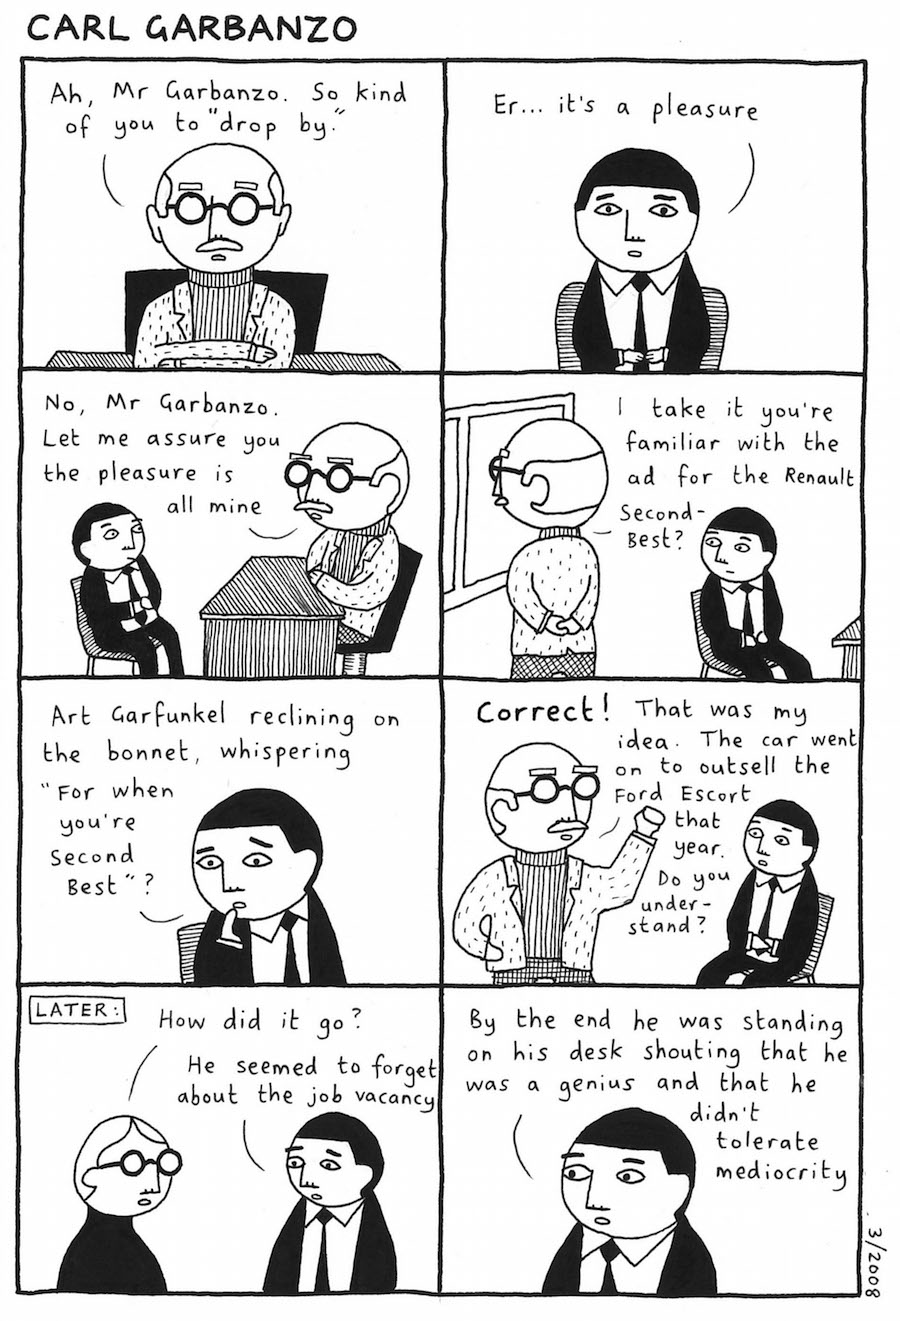 CARL GARBANZO
Ah, Mr Garbanzo. So kind
of you to "drop by."
Er... it's a pleasure
No, Mr Garbanzo.
Let me assure you
the pleasure is
all mine
I take it you're
familiar with the
ad for the Renault
Second-
Best?
Art Garfunkel reclining on
the bonnet, whispering
"For when
you're
Second
Best"?
Correct! That was my
idea. The car went
on to outsell the
Ford Escort
that
year.
Do you
under-
stand?
LATER:
How did it go?
He seemed to forget
about the job vacancy
By the end he was standing
on his desk shouting that he
was a genius and that he
didn't
tolerate
mediocrity
3/2008